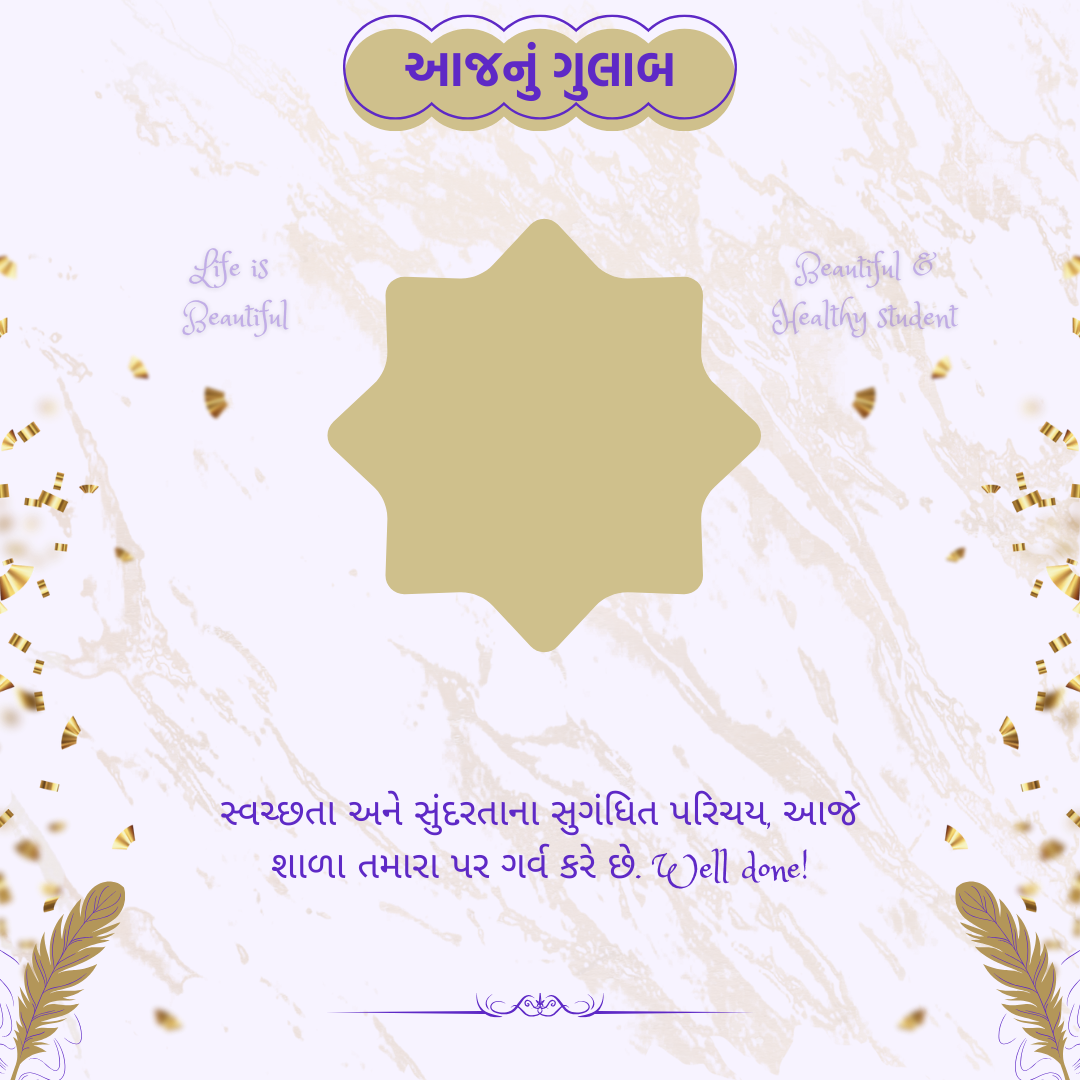 આજનું ગુલાબ
Life is
Beautiful
Beautiful &
Healthy student
સ્વચ્છતા અને સુંદરતાના સુગંધિત પરિચય, આજે
શાળા તમારા પર ગર્વ કરે છે. Well done!